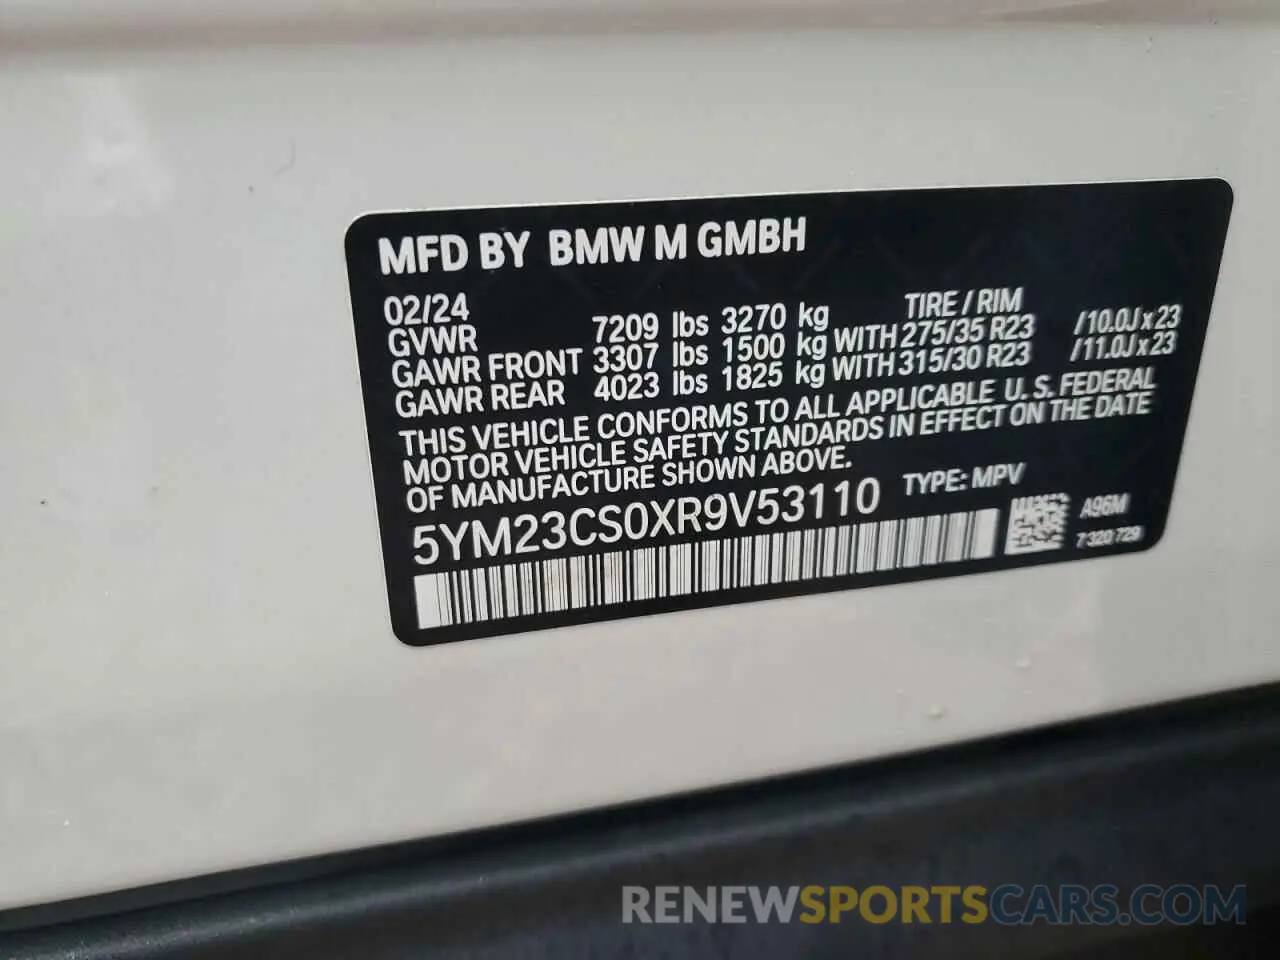 MFD BY BMW M GMBH
02/24 TIRE / RIM
GVWR 7209 lbs 3270 kg
GAWR FRONT 3307 lbs 1500 kg WITH 275/35 R23 /10.0J x 23
GAWR REAR 4023 lbs 1825 kg WITH 315/30 R23 /11.0J x 23
THIS VEHICLE CONFORMS TO ALL APPLICABLE U. S. FEDERAL
MOTOR VEHICLE SAFETY STANDARDS IN EFFECT ON THE DATE
OF MANUFACTURE SHOWN ABOVE.
5YM23CS0XR9V53110 TYPE: MPV
A96M
7 320 729
RENEWSPORTSCARS.COM